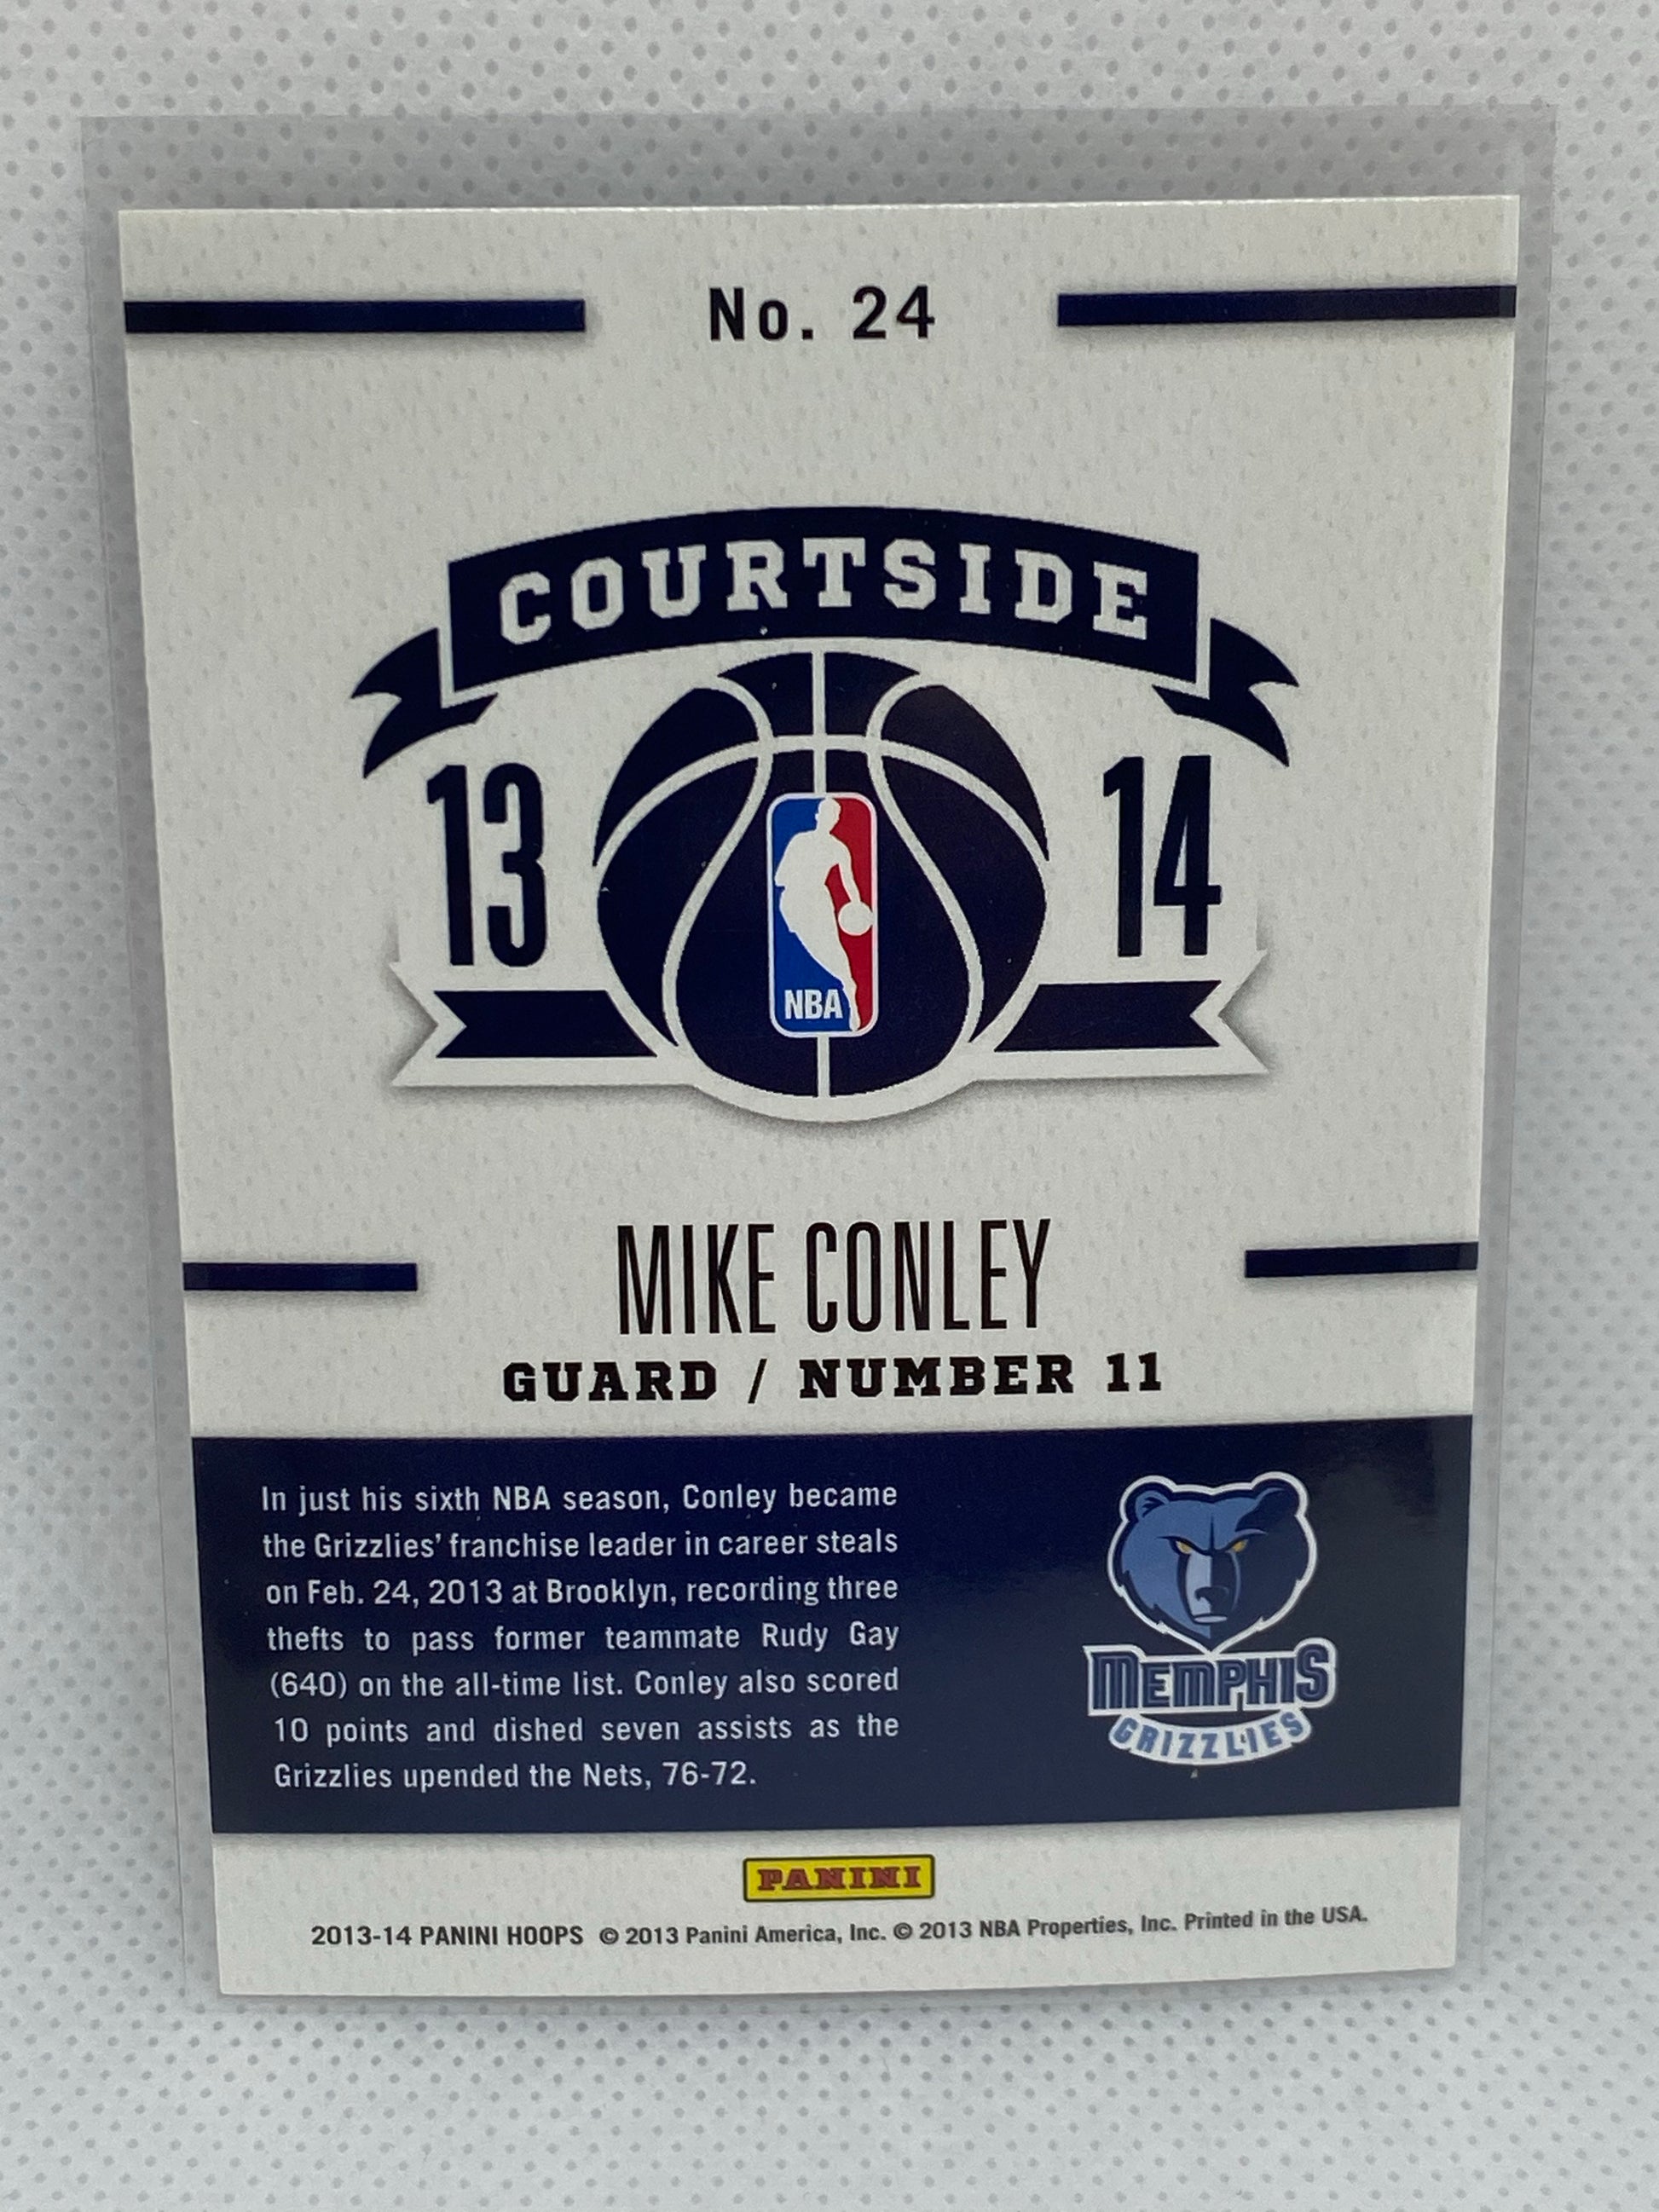 No. 24
COURTSIDE
13 14
NBA
MIKE CONLEY
GUARD / NUMBER 11
In just his sixth NBA season, Conley became
the Grizzlies' franchise leader in career steals
on Feb. 24, 2013 at Brooklyn, recording three
thefts to pass former teammate Rudy Gay
(640) on the all-time list. Conley also scored
10 points and dished seven assists as the
Grizzlies upended the Nets, 76-72.
MEMPHIS
GRIZZLIES
PANINI
2013-14 PANINI HOOPS © 2013 Panini America, Inc. © 2013 NBA Properties, Inc. Printed in the USA.